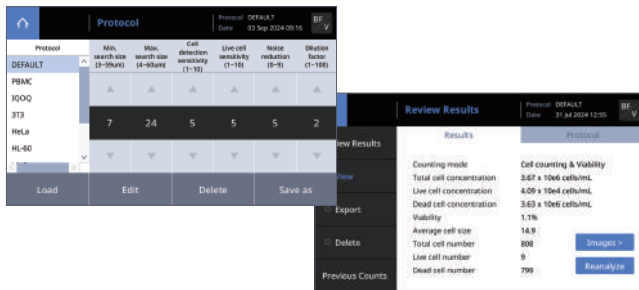 Protocol
Protocol DEFAULT
Date 03 Sep 2024 09:16
BF
V
Protocol
Min. search size (3~59um)
Max. search size (4~60um)
Cell detection sensitivity (1~10)
Live cell sensitivity (1~10)
Noise reduction (0~9)
Dilution factor (1~100)
DEFAULT
PBMC
IQOQ
3T3
HeLa
HL-60
7 24 5 5 5 2
Load Edit Delete Save as
Review Results
Protocol DEFAULT
Date 31 Jul 2024 12:55
BF
V
Results Protocol
iew Results
Export
Delete
Previous Counts
Counting mode Cell counting & Viability
Total cell concentration 3.67 x 10e6 cells/mL
Live cell concentration 4.09 x 10e4 cells/mL
Dead cell concentration 3.63 x 10e6 cells/mL
Viability 1.1%
Average cell size 14.9
Total cell number 808
Live cell number 9
Dead cell number 799
Images >
Reanalyze